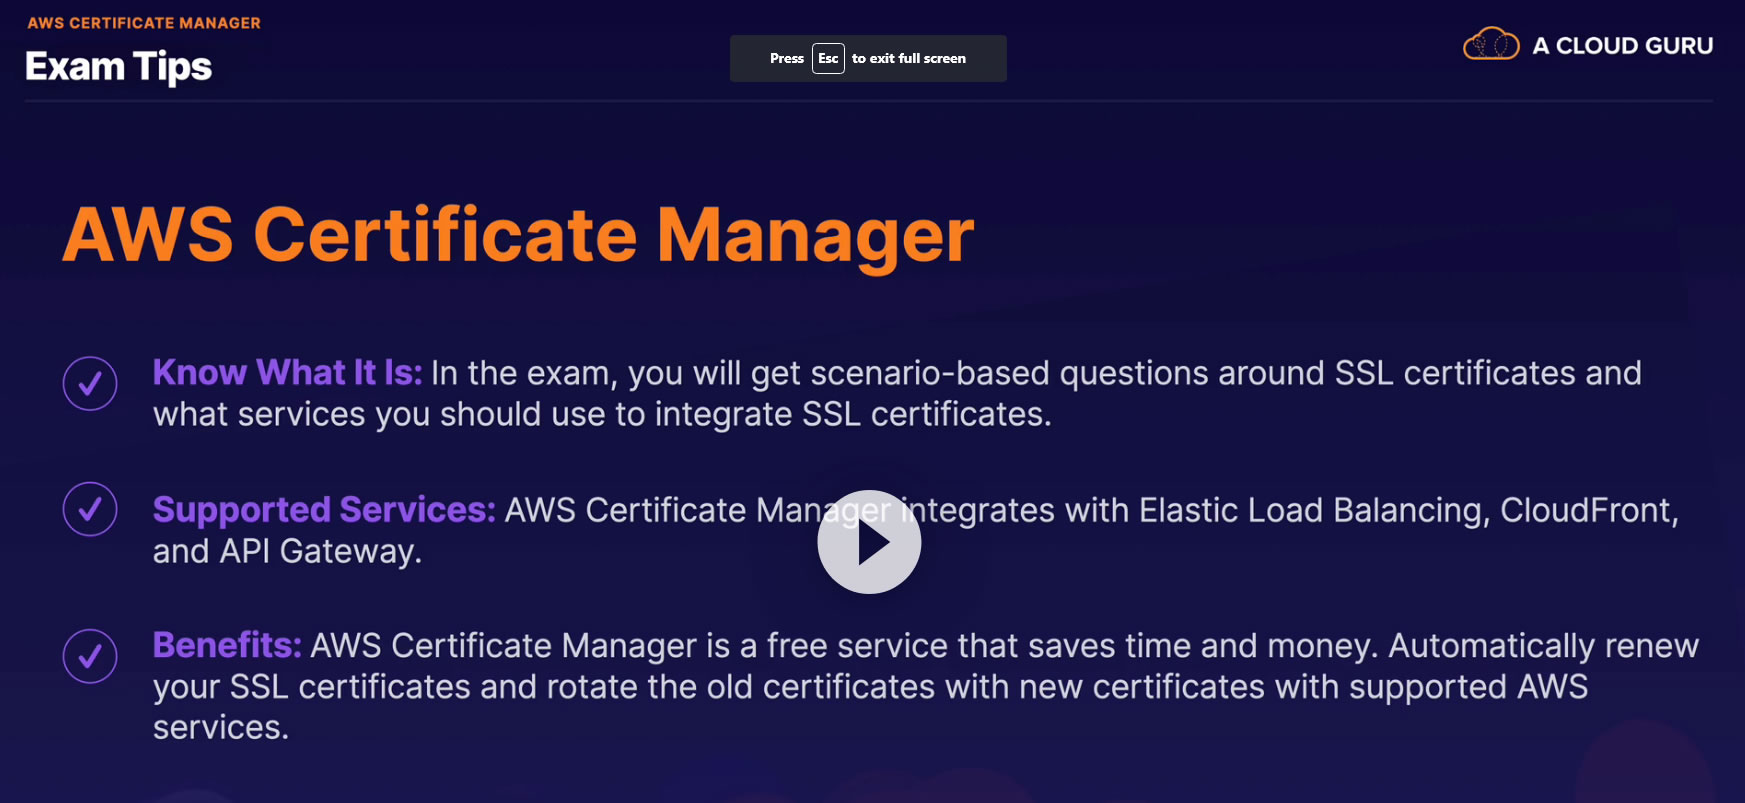 AWS CERTIFICATE MANAGER
Exam Tips
Press Esc to exit full screen
A CLOUD GURU
AWS Certificate Manager
Know What It Is: In the exam, you will get scenario-based questions around SSL certificates and
what services you should use to integrate SSL certificates.
Supported Services: AWS Certificate Manager integrates with Elastic Load Balancing, CloudFront,
and API Gateway.
Benefits: AWS Certificate Manager is a free service that saves time and money. Automatically renew
your SSL certificates and rotate the old certificates with new certificates with supported AWS
services.